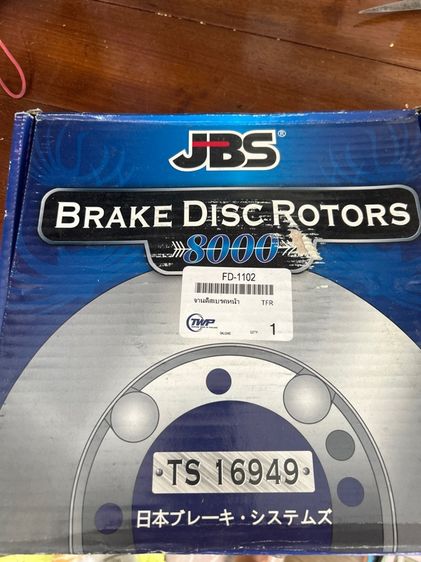 JBS®
BRAKE DISC ROTORS
8000
FD-1102
จานดิสเบรคหน้า TFR
TWP
QTY 1
TS 16949
日本ブレーキ・システムズ